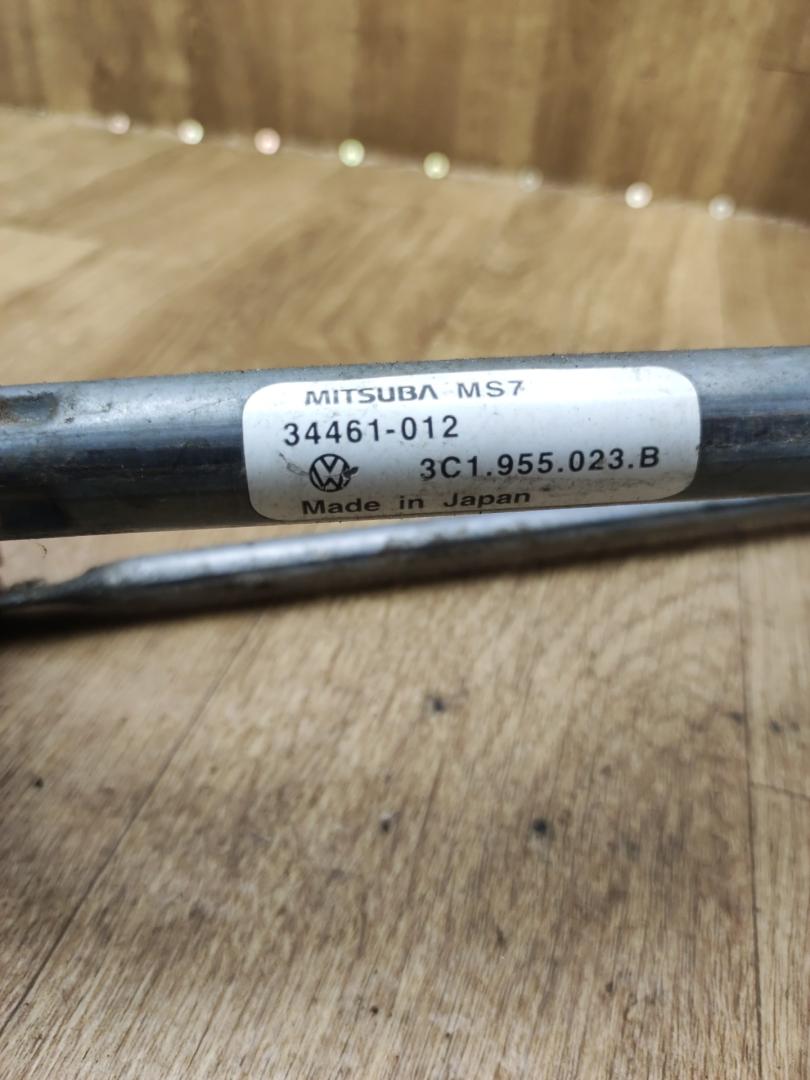 MITSUBA MS7
34461-012
3C1.955.023.B
Made in Japan